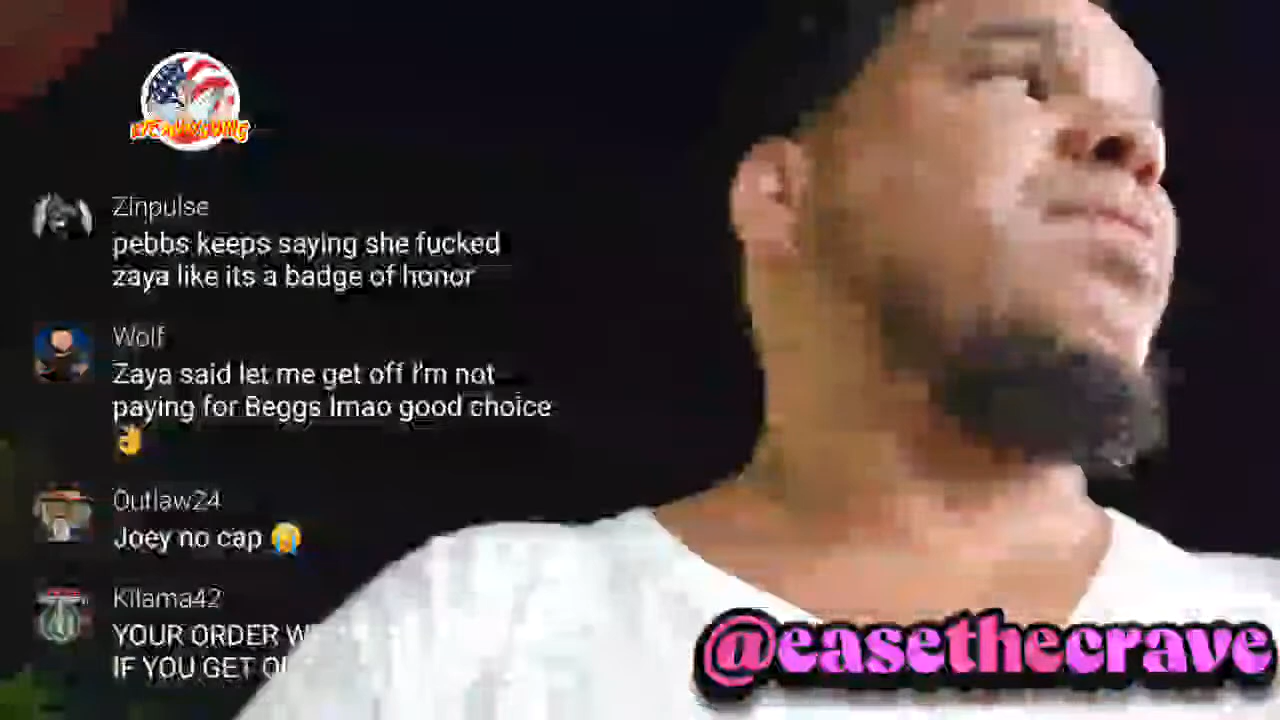 Zinpulse
pebbs keeps saying she fucked
zaya like its a badge of honor
Wolf
Zaya said let me get off I'm not
paying for Beggs lmao good choice
👌
Outlaw24
Joey no cap 😭
Kilama42
YOUR ORDER
IF YOU GET
@easethecrave